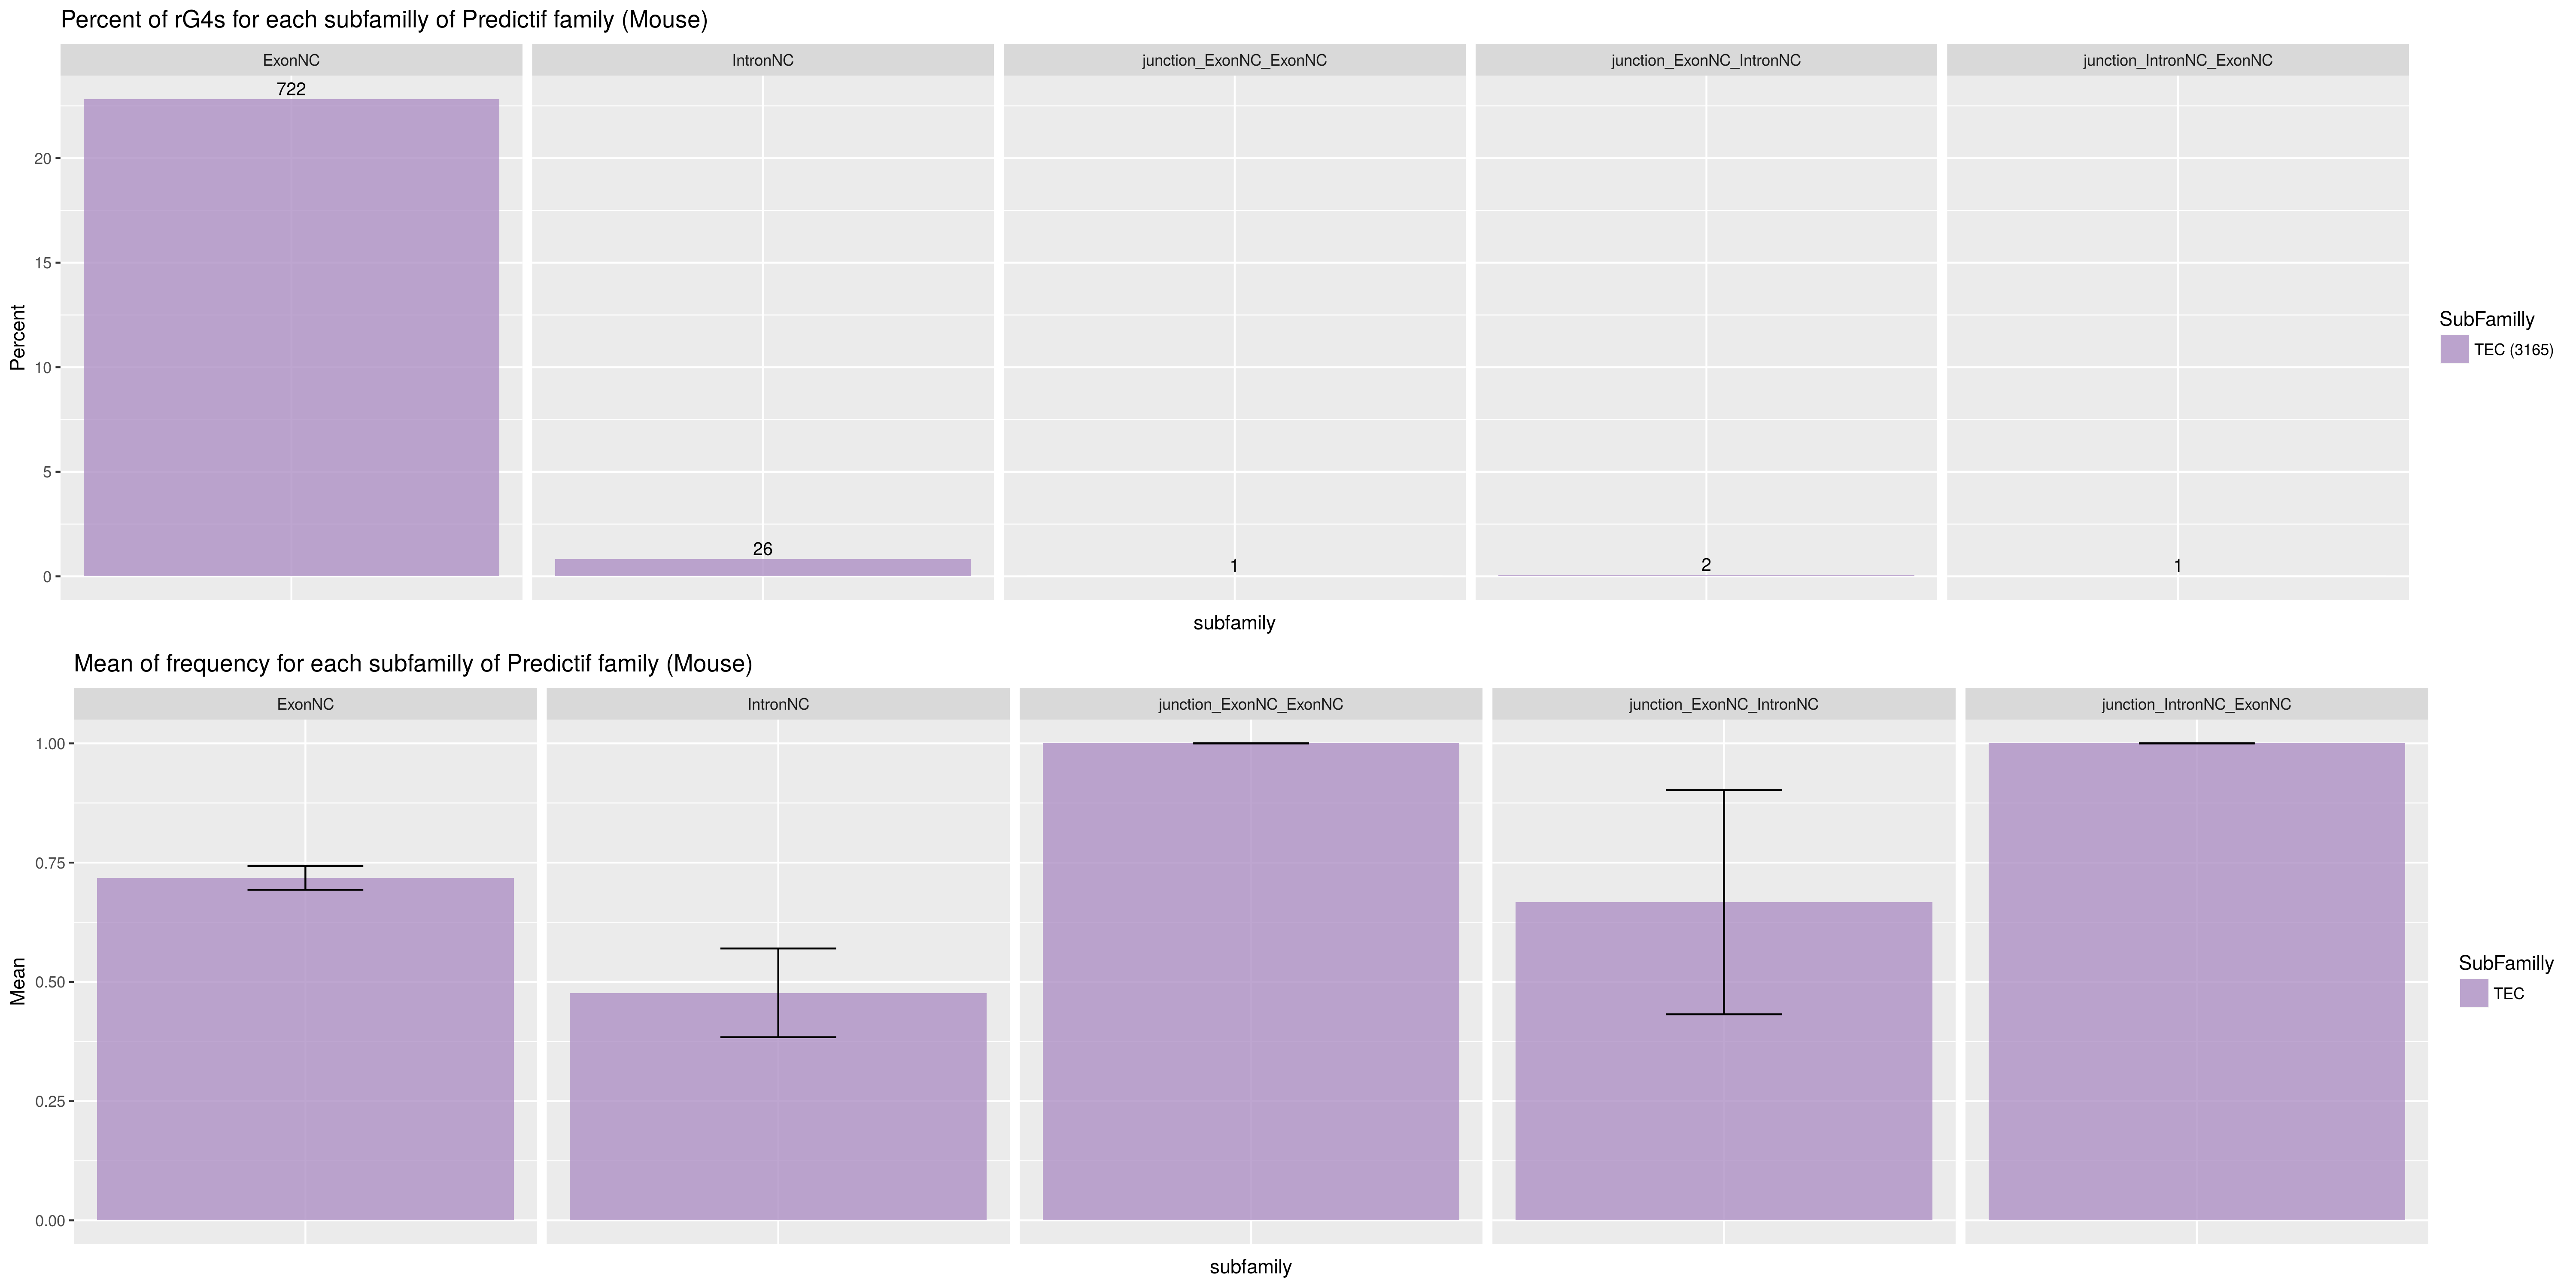 Percent of rG4s for each subfamilly of Predictif family (Mouse)
ExonNC
IntronNC
junction_ExonNC_ExonNC
junction_ExonNC_IntronNC
junction_IntronNC_ExonNC
722
26
1
2
1
20
15
10
5
0
Percent
subfamily
SubFamilly
TEC (3165)
Mean of frequency for each subfamilly of Predictif family (Mouse)
ExonNC
IntronNC
junction_ExonNC_ExonNC
junction_ExonNC_IntronNC
junction_IntronNC_ExonNC
1.00
0.75
0.50
0.25
0.00
Mean
subfamily
SubFamilly
TEC